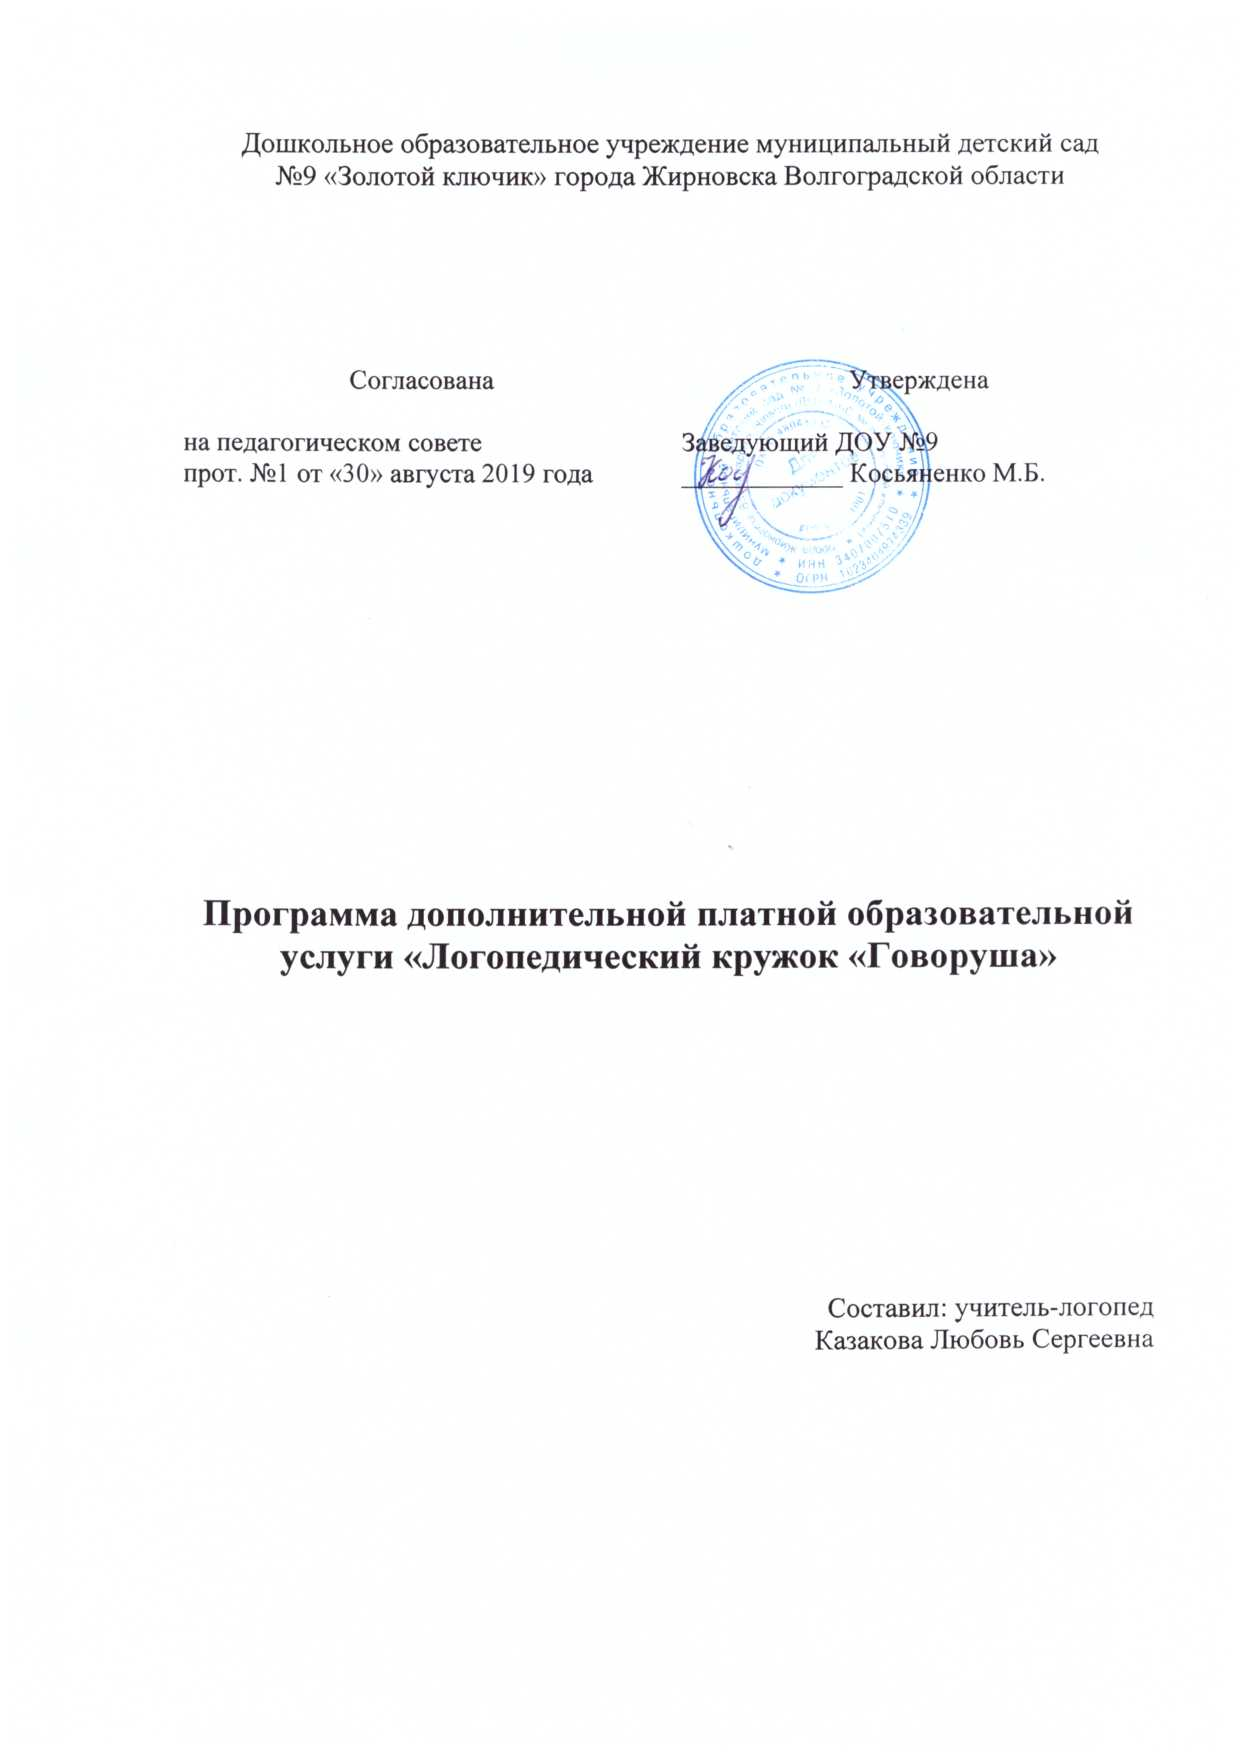 Дошкольное образовательное учреждение муниципальный детский сад
№9 «Золотой ключик» города Жирновска Волгоградской области
Согласована
Утверждена
на педагогическом совете
прот. №1 от «30» августа 2019 года
Заведующий ДОУ №9
Косьяненко М.Б.
Программа дополнительной платной образовательной
услуги «Логопедический кружок «Говоруша»
Составил: учитель-логопед
Казакова Любовь Сергеевна